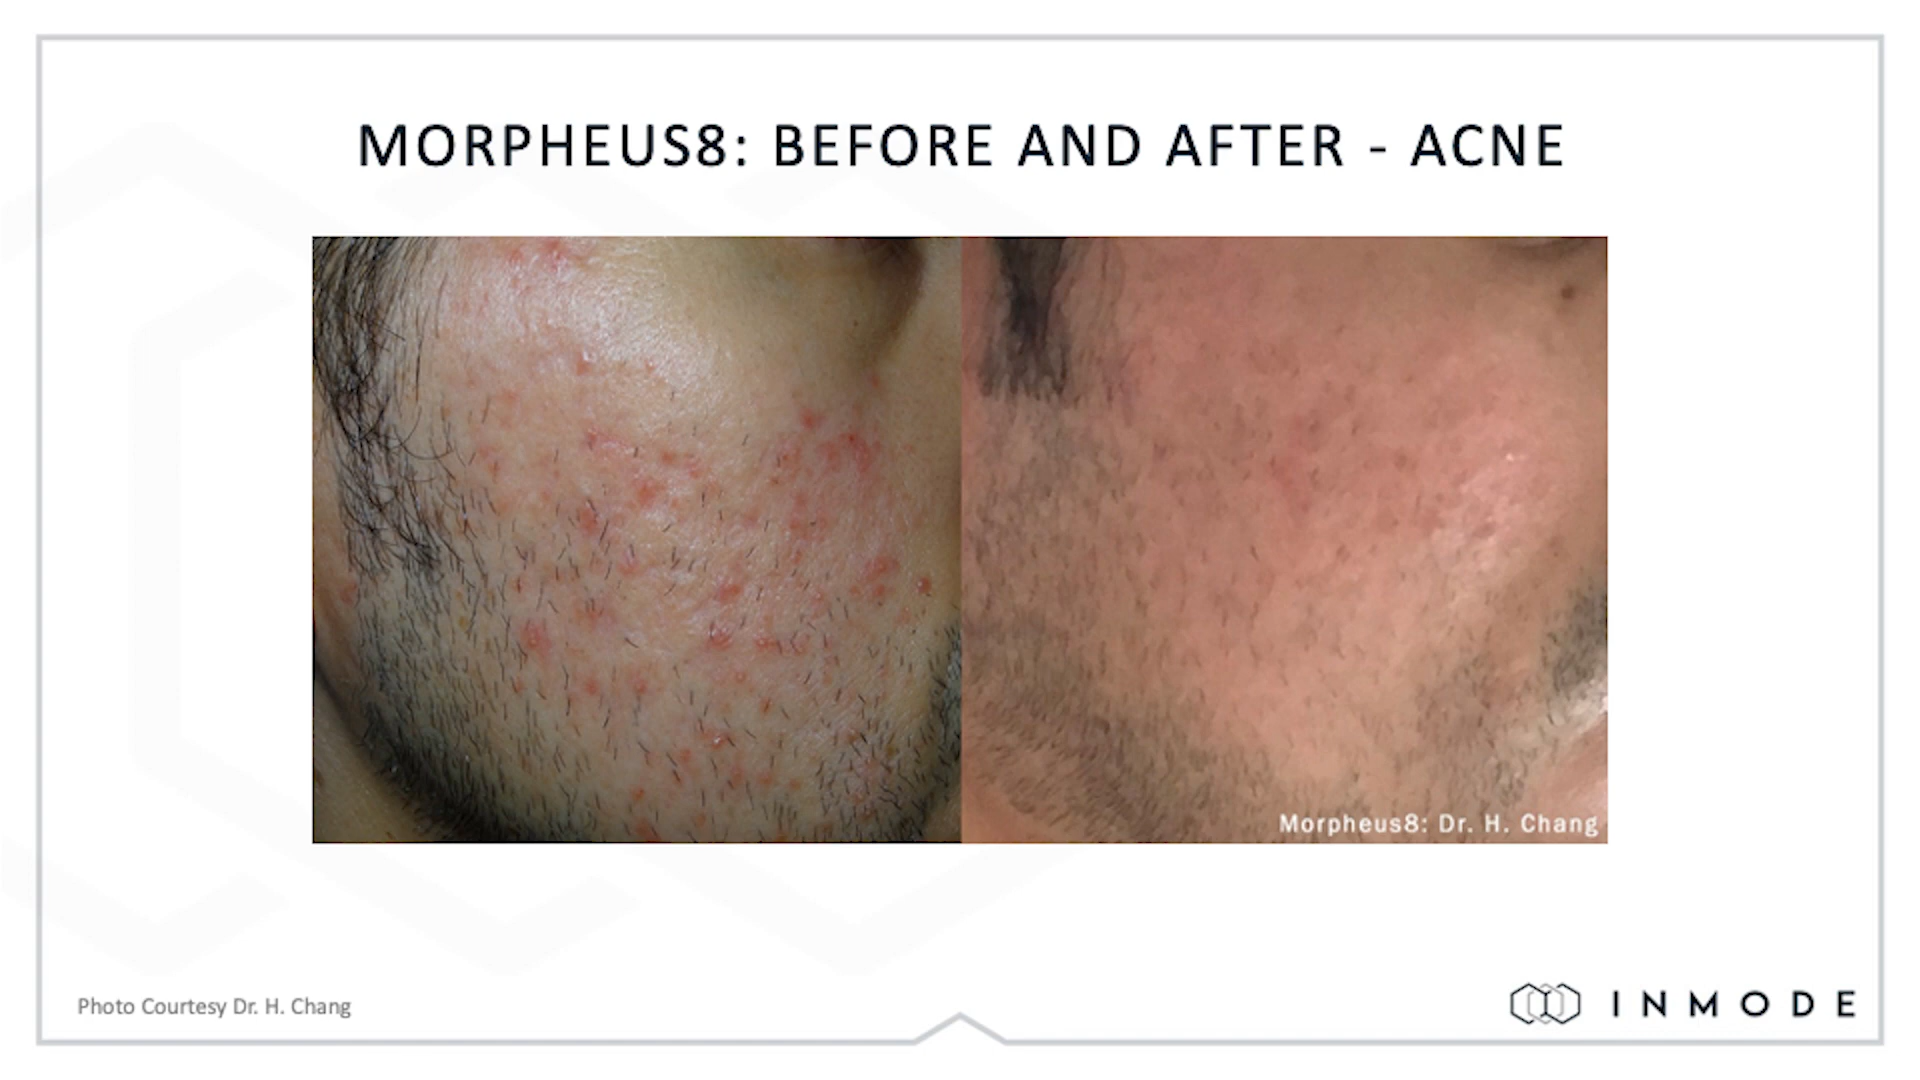 MORPHEUS8: BEFORE AND AFTER - ACNE
Morpheus8: Dr. H. Chang
Photo Courtesy Dr. H. Chang
INMODE